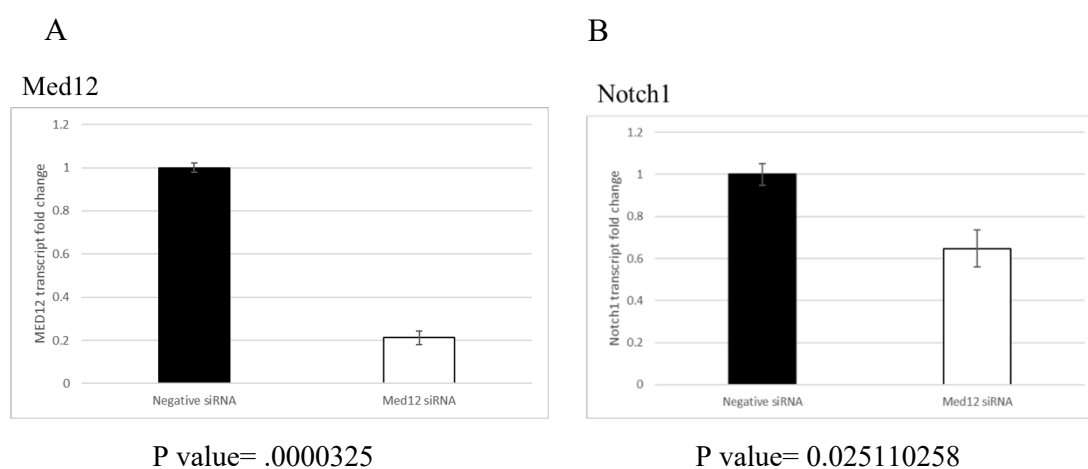 A
Med12
MED12 transcript fold change
1.2
1
0.8
0.6
0.4
0.2
0
Negative siRNA
Med12 siRNA
P value= .0000325
B
Notch1
Notch1 transcript fold change
1.2
1
0.8
0.6
0.4
0.2
0
Negative siRNA
Med12 siRNA
P value= 0.025110258